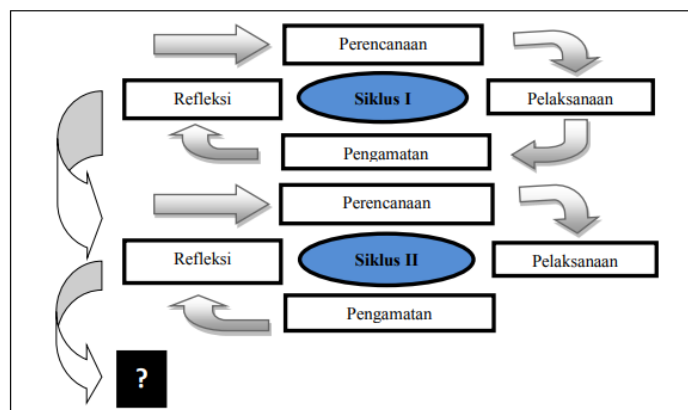 Perencanaan
Refleksi
Siklus I
Pelaksanaan
Pengamatan
Perencanaan
Refleksi
Siklus II
Pelaksanaan
Pengamatan
?